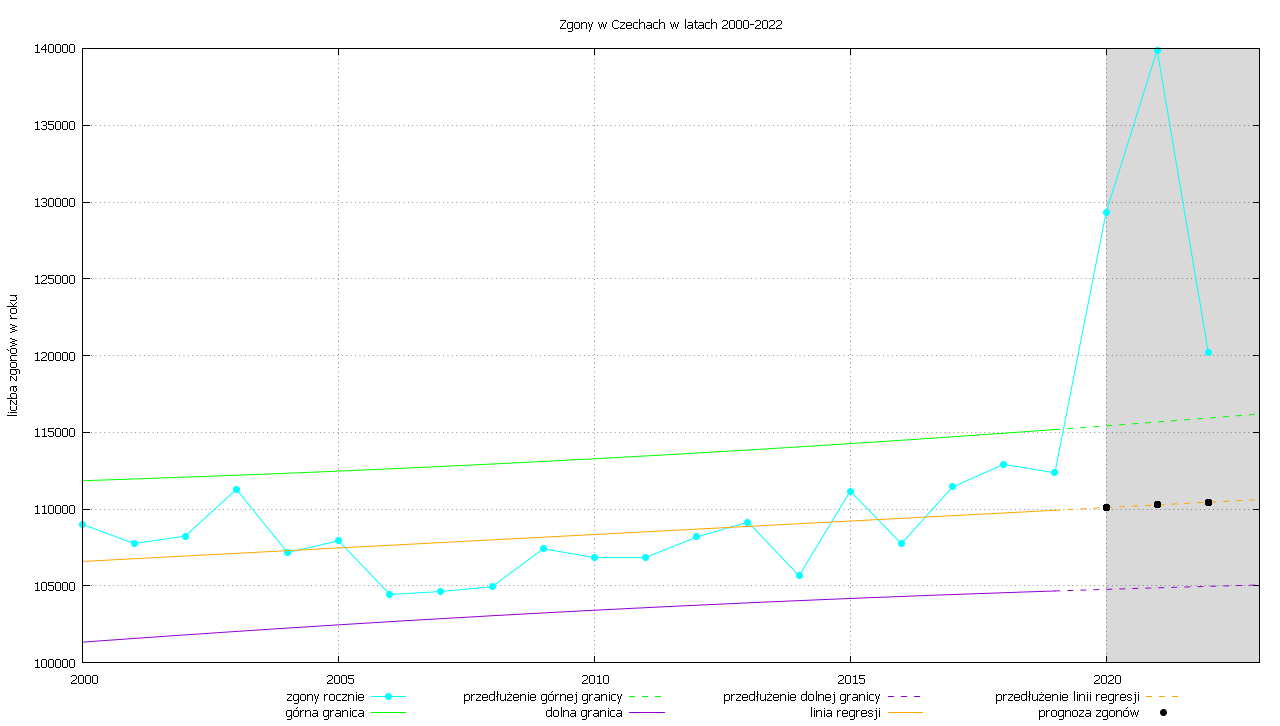 Zgony w Czechach w latach 2000-2022
140000
135000
130000
125000
120000
115000
110000
105000
100000
liczba zgonów w roku
2000 2005 2010 2015 2020
zgony rocznie przedłużenie górnej granicy przedłużenie dolnej granicy przedłużenie linii regresji
górna granica dolna granica linia regresji prognoza zgonów